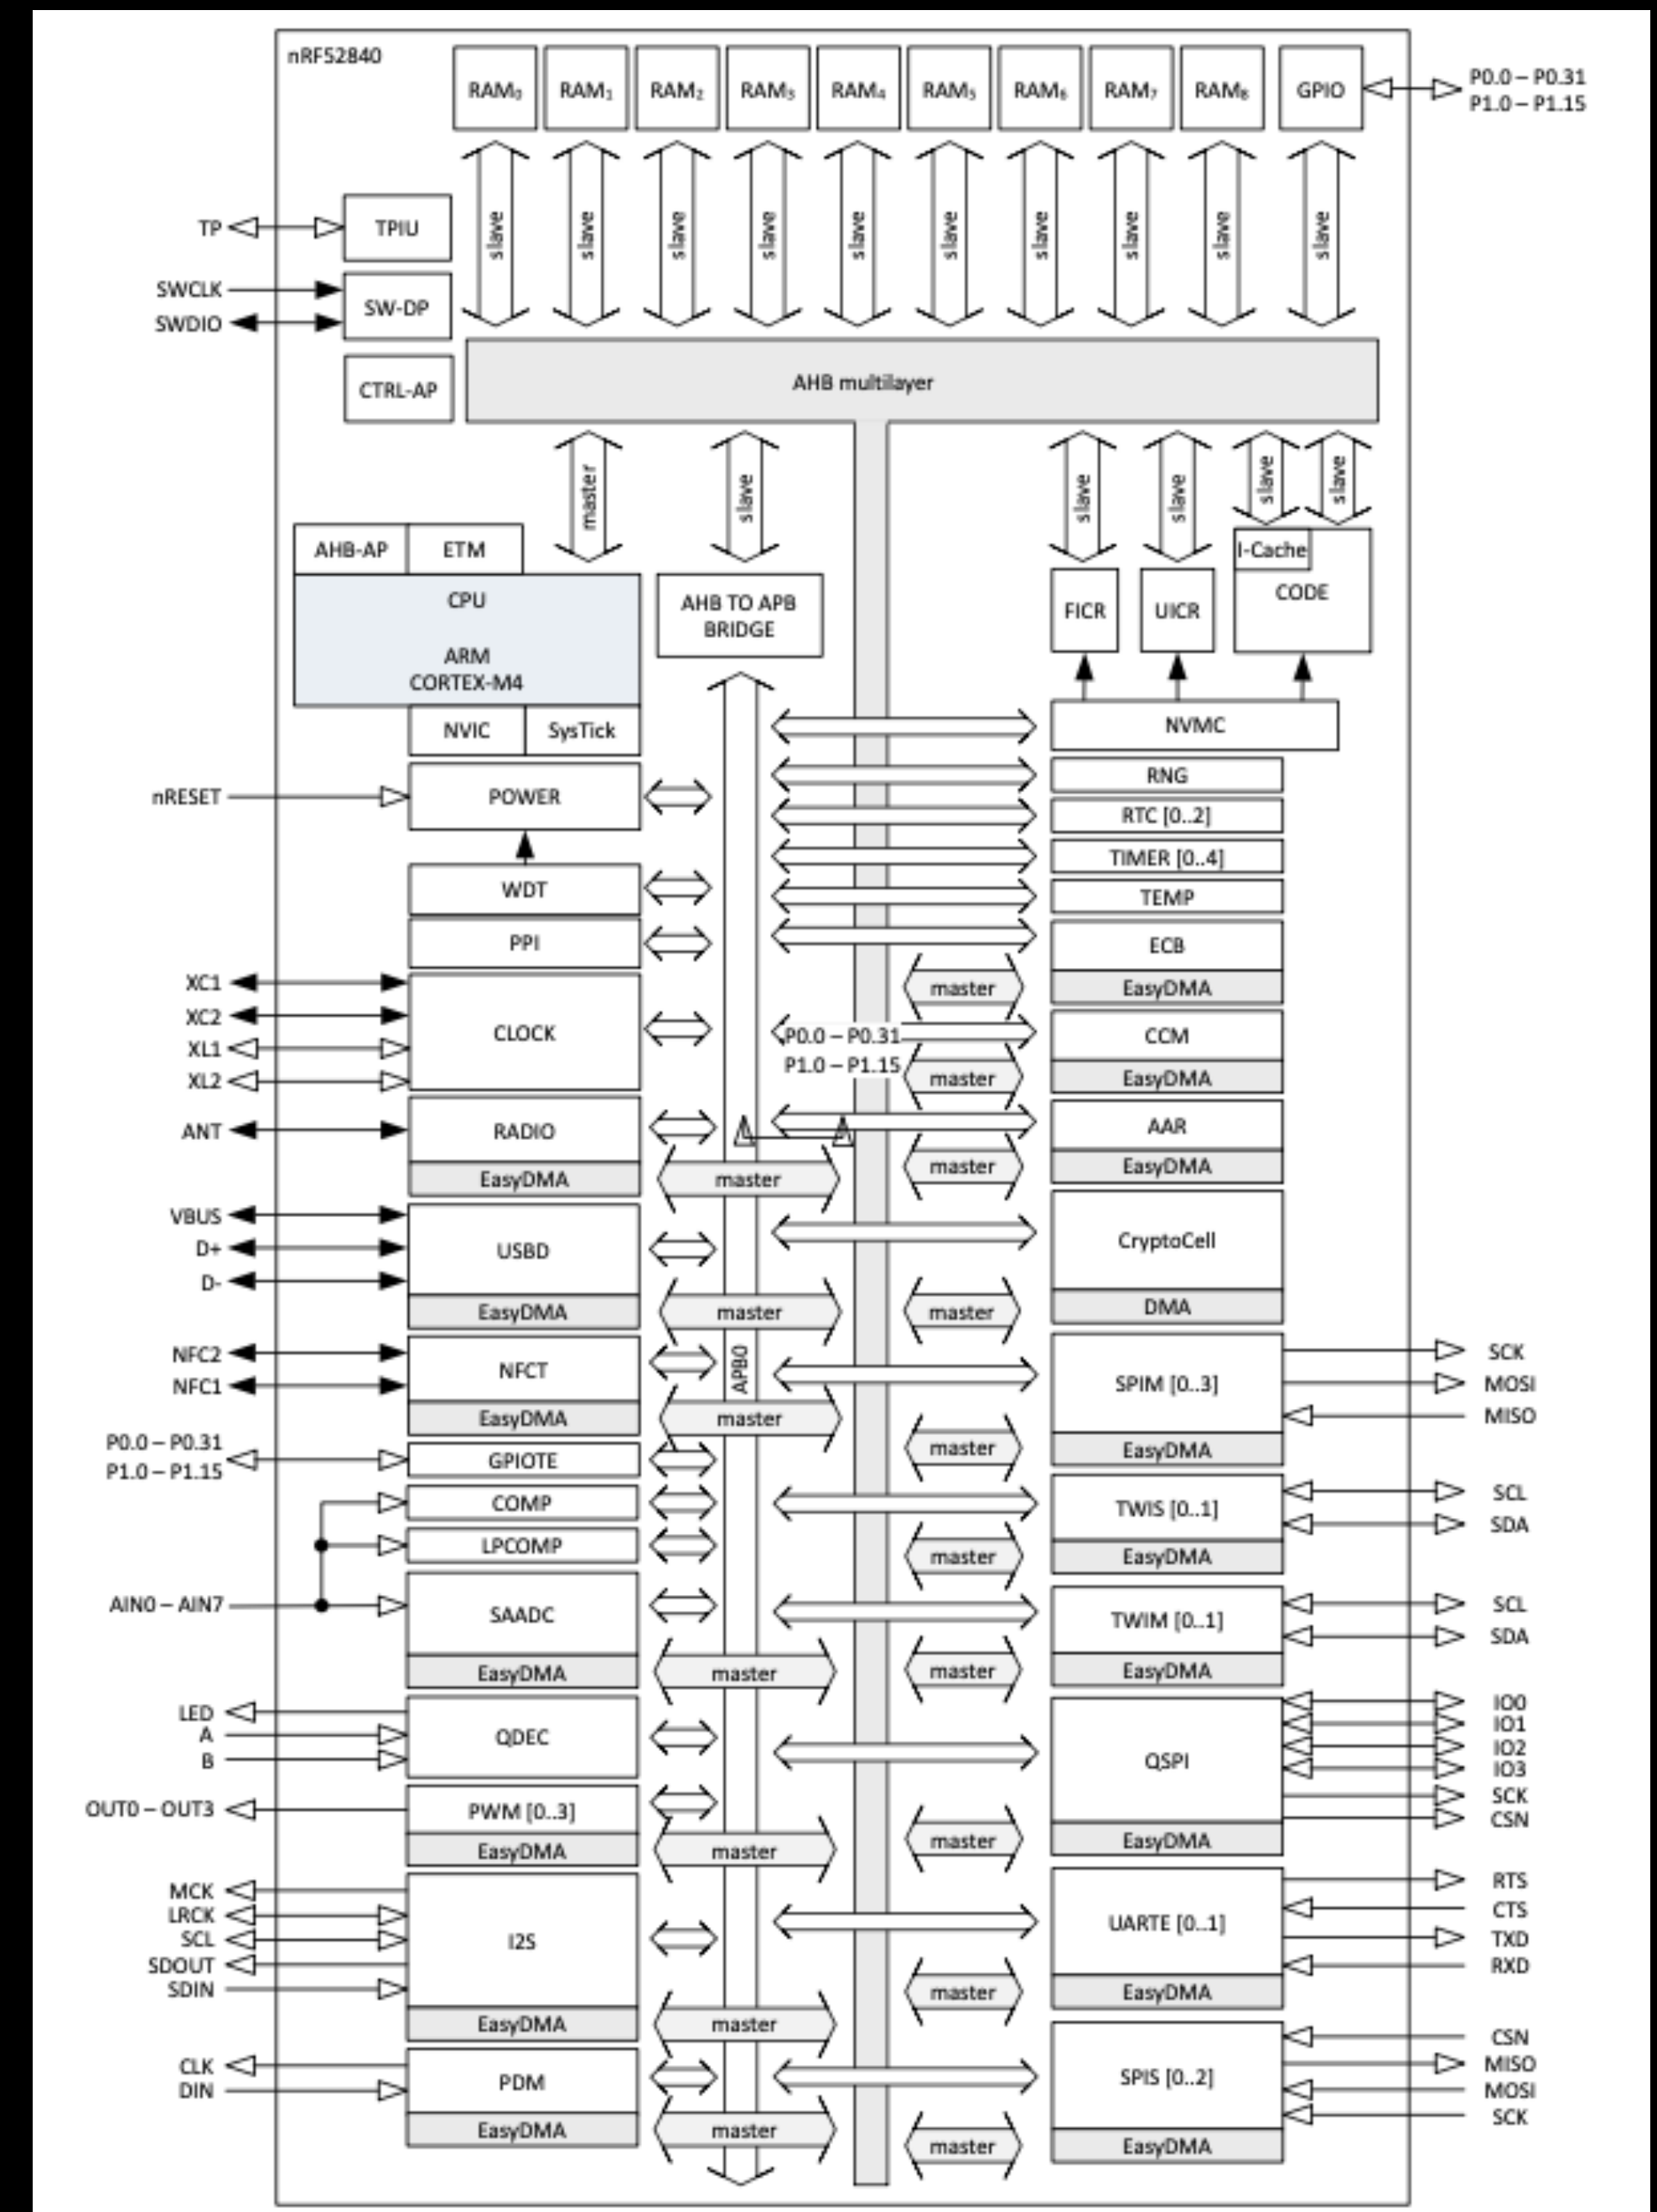 nRF52840
RAM₀ RAM₁ RAM₂ RAM₃ RAM₄ RAM₅ RAM₆ RAM₇ RAM₈ GPIO
P0.0 – P0.31
P1.0 – P1.15
slave slave slave slave slave slave slave slave slave slave
TP TPIU
SWCLK
SWDIO
SW-DP
CTRL-AP
AHB multilayer
master slave slave slave slave slave
AHB-AP ETM
CPU
ARM
CORTEX-M4
NVIC SysTick
AHB TO APB
BRIDGE
FICR UICR
I-Cache
CODE
NVMC
RNG
RTC [0..2]
TIMER [0..4]
TEMP
ECB
master EasyDMA
P0.0 – P0.31
P1.0 – P1.15
CCM
master EasyDMA
AAR
master EasyDMA
CryptoCell
master DMA
SPIM [0..3]
SCK
MOSI
MISO
master EasyDMA
TWIS [0..1]
SCL
SDA
master EasyDMA
TWIM [0..1]
SCL
SDA
master EasyDMA
QSPI
IO0
IO1
IO2
IO3
SCK
CSN
master EasyDMA
UARTE [0..1]
RTS
CTS
TXD
RXD
master EasyDMA
SPIS [0..2]
CSN
MISO
MOSI
SCK
master EasyDMA
nRESET POWER
WDT
PPI
XC1
XC2
XL1
XL2
CLOCK
ANT RADIO
EasyDMA master
VBUS
D+
D-
USBD
EasyDMA master
APB0
NFC2
NFC1
NFCT
EasyDMA master
P0.0 – P0.31
P1.0 – P1.15
GPIOTE
COMP
LPCOMP
AIN0 – AIN7 SAADC
EasyDMA master
LED
A
B
QDEC
OUT0 – OUT3 PWM [0..3]
EasyDMA master
MCK
LRCK
SCL
SDOUT
SDIN
I2S
EasyDMA master
CLK
DIN
PDM
EasyDMA master